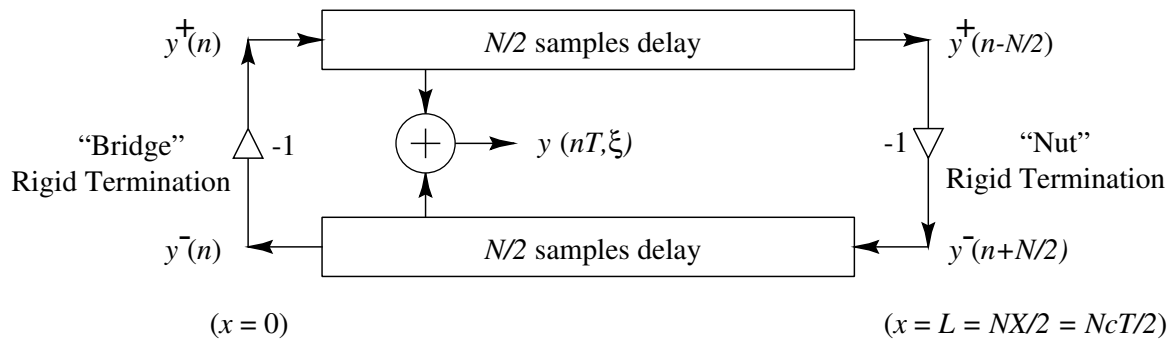 y+(n)
N/2 samples delay
y+(n-N/2)
“Bridge”
Rigid Termination
-1
y (nT,ξ)
-1
“Nut”
Rigid Termination
y-(n)
N/2 samples delay
y-(n+N/2)
(x = 0)
(x = L = NX/2 = NcT/2)